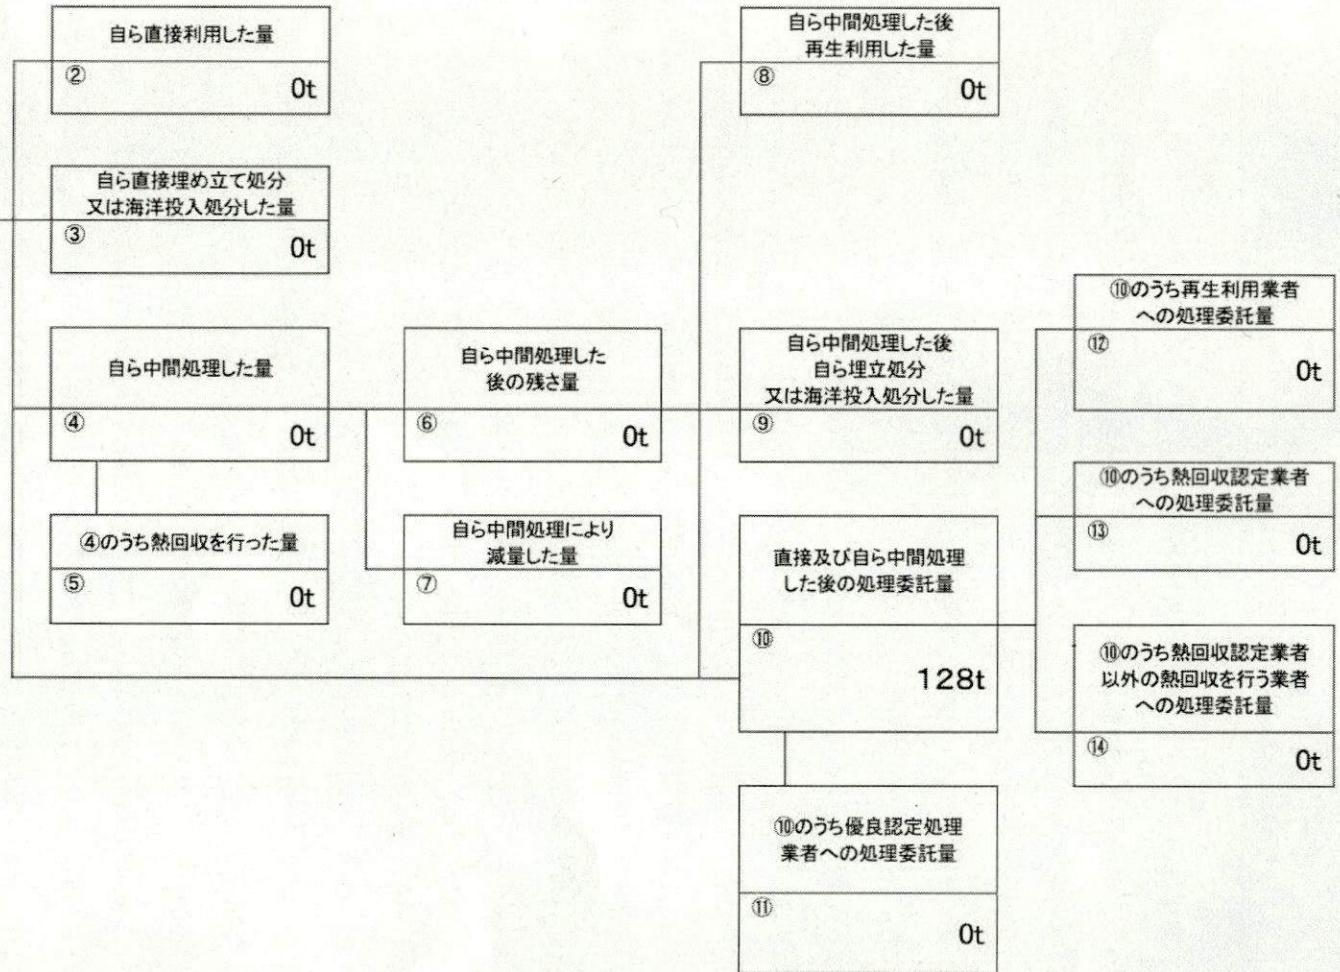 自ら直接利用した量
②
0t
自ら直接埋め立て処分
又は海洋投入処分した量
③
0t
自ら中間処理した量
④
0t
④のうち熱回収を行った量
⑤
0t
自ら中間処理した
後の残さ量
⑥
0t
自ら中間処理により
減量した量
⑦
0t
自ら中間処理した後
再生利用した量
⑧
0t
自ら中間処理した後
自ら埋立処分
又は海洋投入処分した量
⑨
0t
直接及び自ら中間処理
した後の処理委託量
⑩
128t
⑩のうち優良認定処理
業者への処理委託量
⑪
0t
⑩のうち再生利用業者
への処理委託量
⑫
0t
⑩のうち熱回収認定業者
への処理委託量
⑬
0t
⑩のうち熱回収認定業者
以外の熱回収を行う業者
への処理委託量
⑭
0t